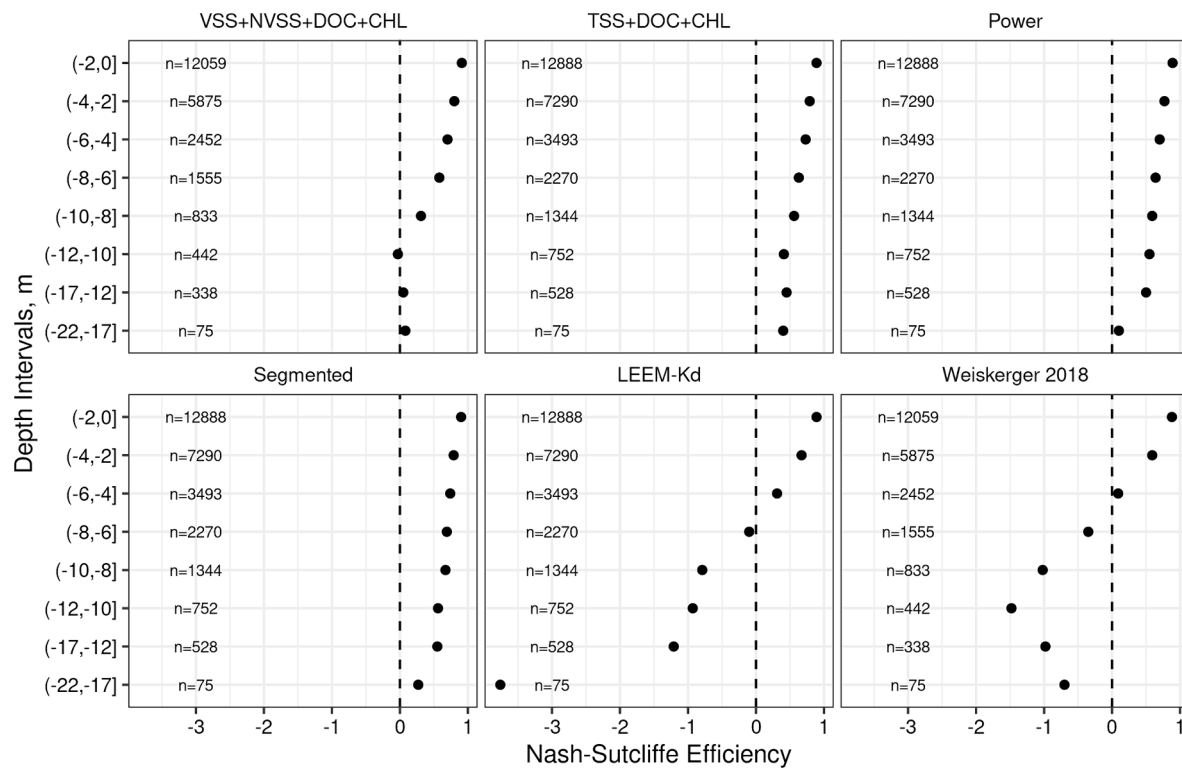 VSS+NVSS+DOC+CHL TSS+DOC+CHL Power
(-2,0] n=12059 n=12888 n=12888
(-4,-2] n=5875 n=7290 n=7290
(-6,-4] n=2452 n=3493 n=3493
(-8,-6] n=1555 n=2270 n=2270
(-10,-8] n=833 n=1344 n=1344
(-12,-10] n=442 n=752 n=752
(-17,-12] n=338 n=528 n=528
(-22,-17] n=75 n=75 n=75
Depth Intervals, m
Segmented LEEM-Kd Weiskerger 2018
(-2,0] n=12888 n=12888 n=12059
(-4,-2] n=7290 n=7290 n=5875
(-6,-4] n=3493 n=3493 n=2452
(-8,-6] n=2270 n=2270 n=1555
(-10,-8] n=1344 n=1344 n=833
(-12,-10] n=752 n=752 n=442
(-17,-12] n=528 n=528 n=338
(-22,-17] n=75 n=75 n=75
-3 -2 -1 0 1 -3 -2 -1 0 1 -3 -2 -1 0 1
Nash-Sutcliffe Efficiency